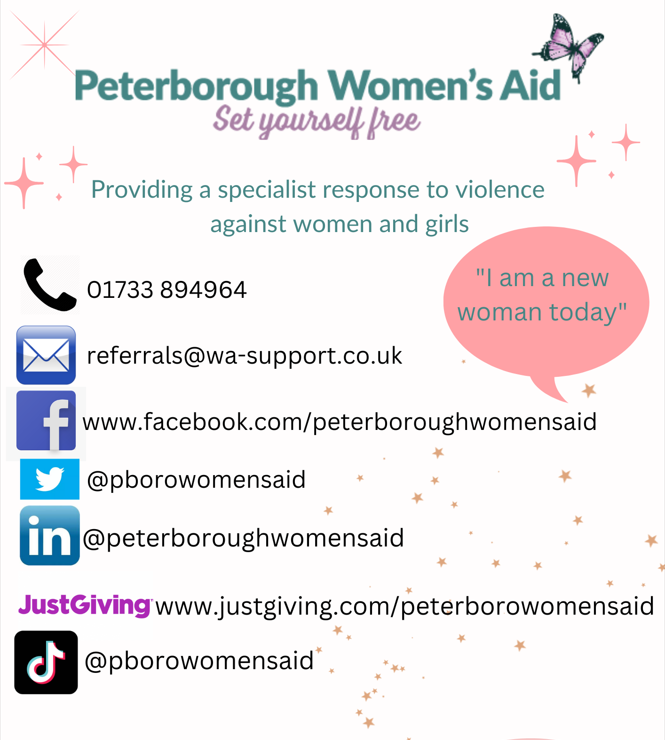 Peterborough Women's Aid
Set yourself free
Providing a specialist response to violence
against women and girls
01733 894964
"I am a new
woman today"
referrals@wa-support.co.uk
f
www.facebook.com/peterboroughwomensaid
@pborowomensaid
in
@peterboroughwomensaid
JustGiving www.justgiving.com/peterborowomensaid
@pborowomensaid